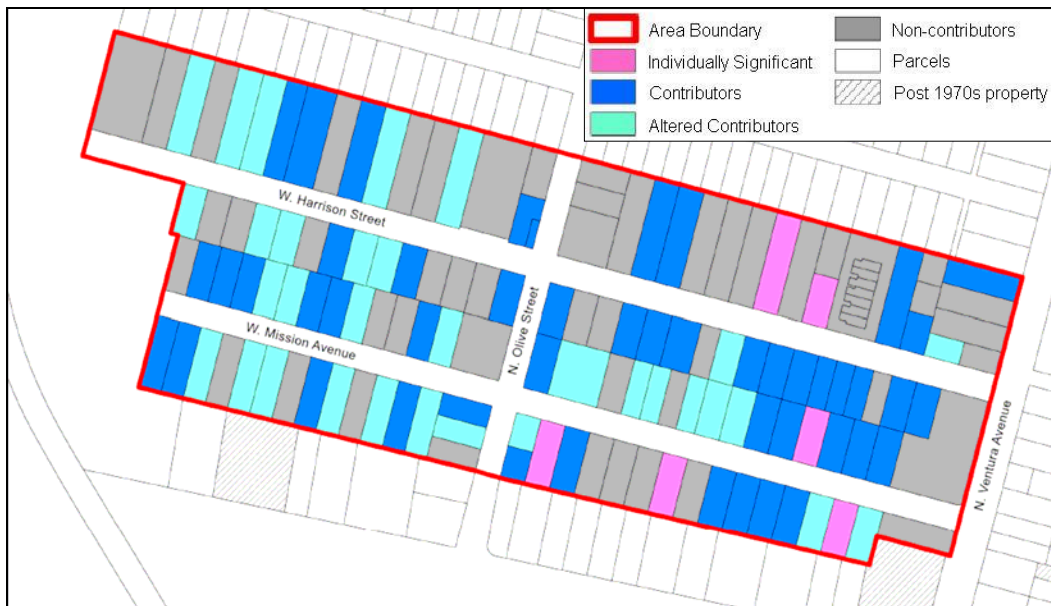 Area Boundary
Individually Significant
Contributors
Altered Contributors
Non-contributors
Parcels
Post 1970s property
W. Harrison Street
W. Mission Avenue
N. Olive Street
N. Ventura Avenue